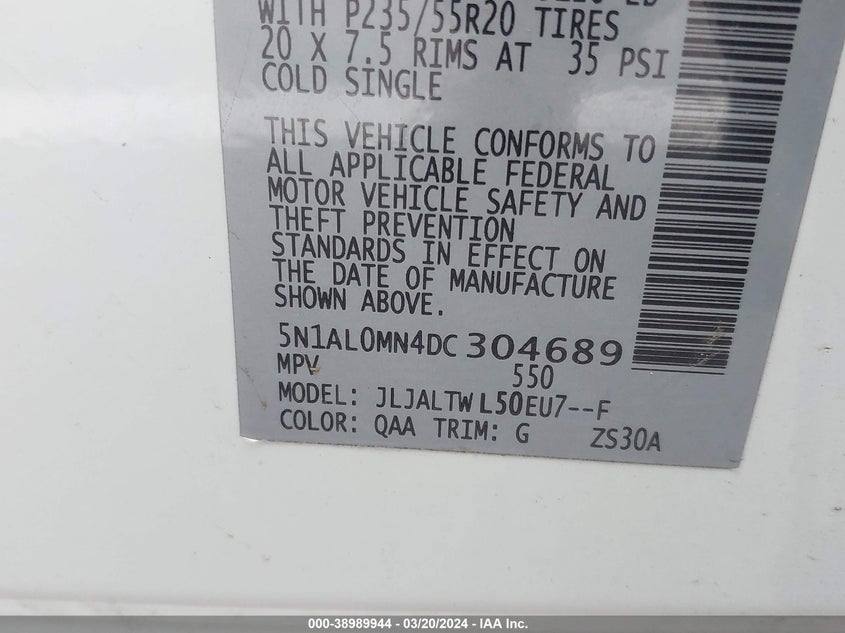 WITH P235/55R20 TIRES
20 X 7.5 RIMS AT 35 PSI
COLD SINGLE
THIS VEHICLE CONFORMS TO
ALL APPLICABLE FEDERAL
MOTOR VEHICLE SAFETY AND
THEFT PREVENTION
STANDARDS IN EFFECT ON
THE DATE OF MANUFACTURE
SHOWN ABOVE.
5N1AL0MN4DC304689
MPV 550
MODEL: JLJALTWL50EU7--F
COLOR: QAA TRIM: G ZS30A
000-38989944 - 03/20/2024 - IAA Inc.